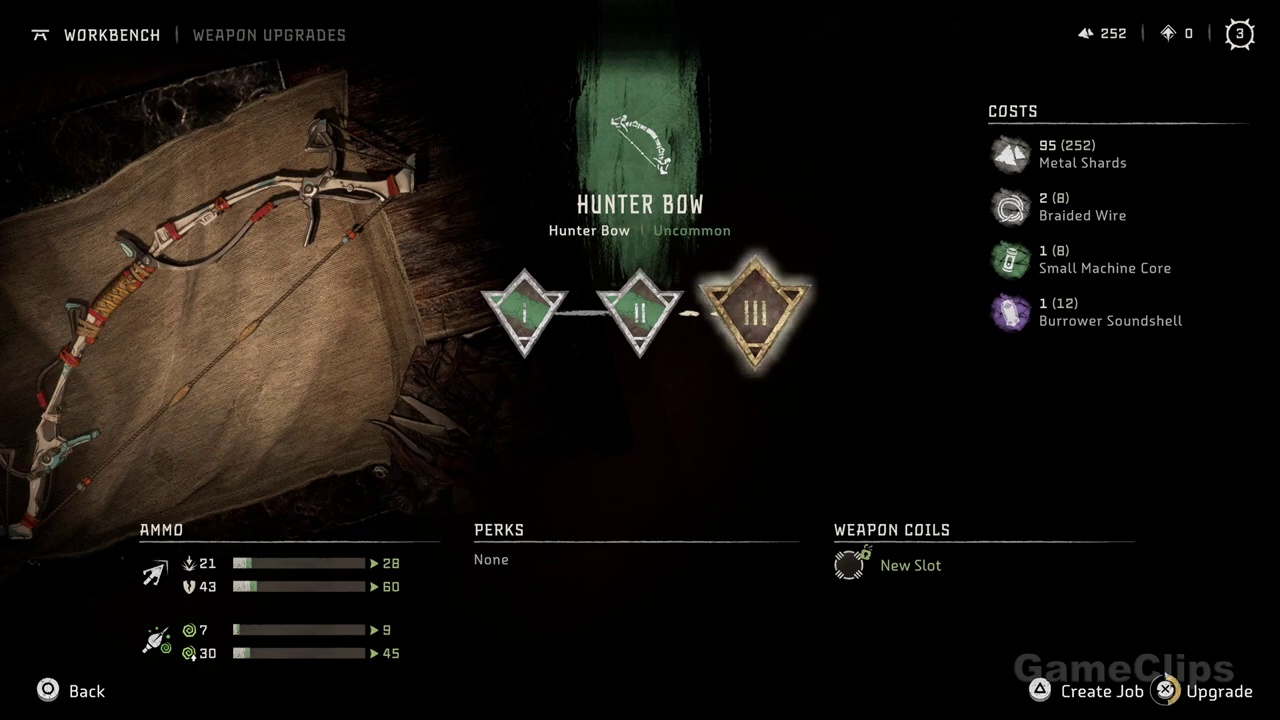 WORKBENCH | WEAPON UPGRADES
252 | 0 | 3
COSTS
95 (252)
Metal Shards
2 (8)
Braided Wire
1 (8)
Small Machine Core
1 (12)
Burrower Soundshell
HUNTER BOW
Hunter Bow | Uncommon
I II III
AMMO
21 28
43 60
7 9
30 45
PERKS
None
WEAPON COILS
New Slot
GameClips
Back
Create Job
Upgrade